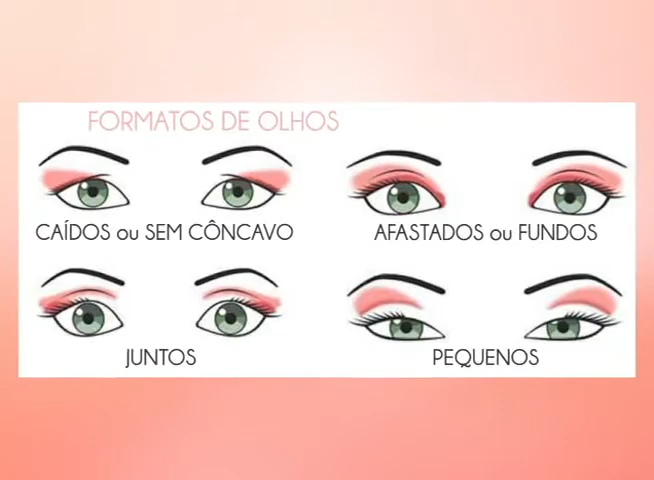 FORMATOS DE OLHOS
CAÍDOS ou SEM CÔNCAVO
AFASTADOS ou FUNDOS
JUNTOS
PEQUENOS